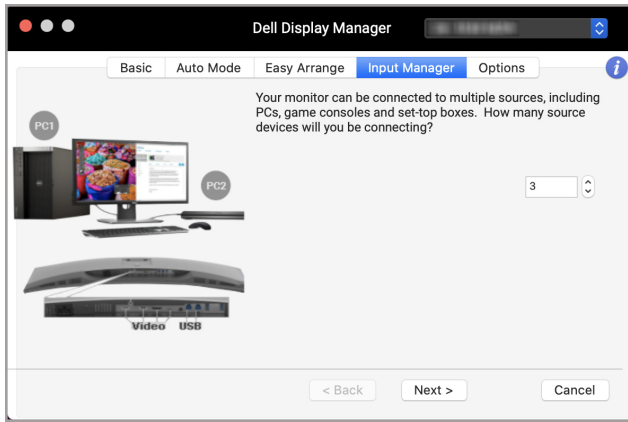 Dell Display Manager
Basic Auto Mode Easy Arrange Input Manager Options
i
Your monitor can be connected to multiple sources, including
PCs, game consoles and set-top boxes. How many source
devices will you be connecting?
PC1
PC2
3
Video USB
< Back Next > Cancel